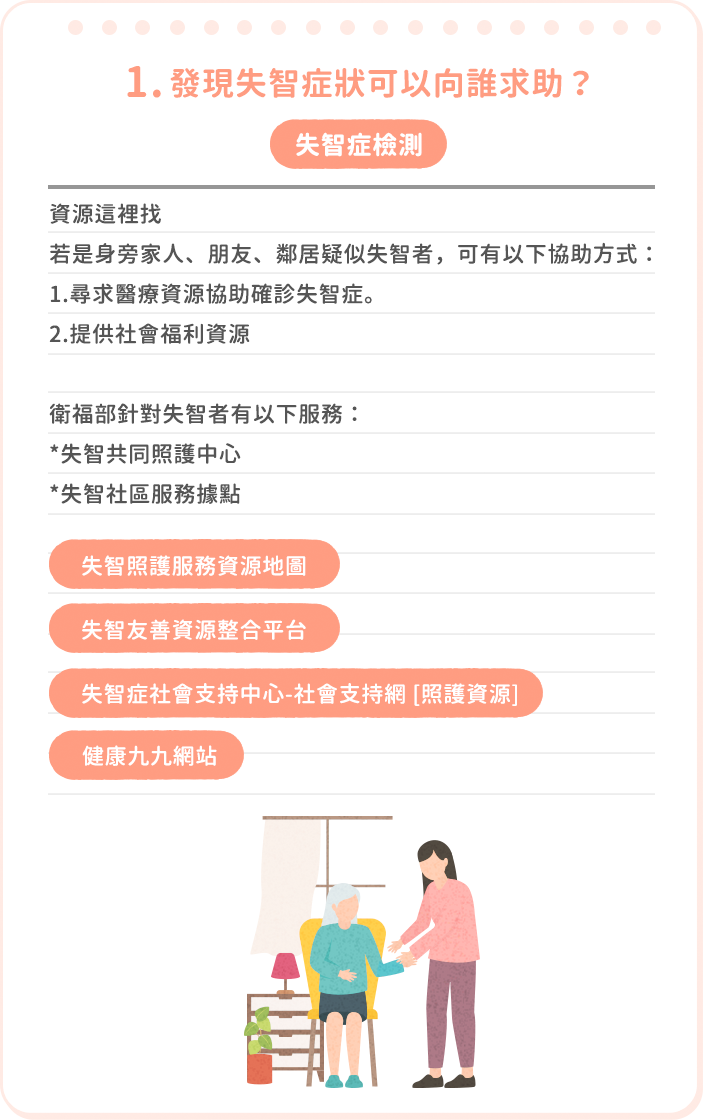 1. 發現失智症狀可以向誰求助？
失智症檢測
資源這裡找
若是身旁家人、朋友、鄰居疑似失智者，可有以下協助方式：
1.尋求醫療資源協助確診失智症。
2.提供社會福利資源
衛福部針對失智者有以下服務：
*失智共同照護中心
*失智社區服務據點
失智照護服務資源地圖
失智友善資源整合平台
失智症社會支持中心-社會支持網 [照護資源]
健康九九網站